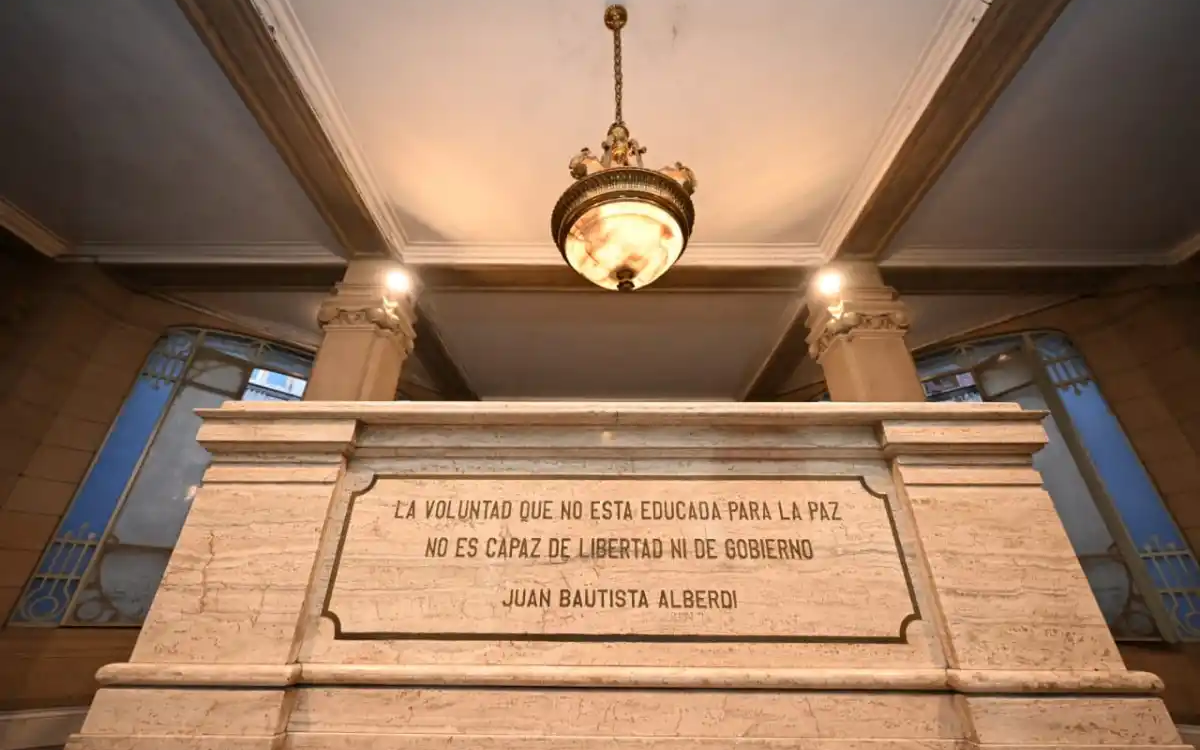 LA VOLUNTAD QUE NO ESTA EDUCADA PARA LA PAZ
NO ES CAPAZ DE LIBERTAD NI DE GOBIERNO
JUAN BAUTISTA ALBERDI